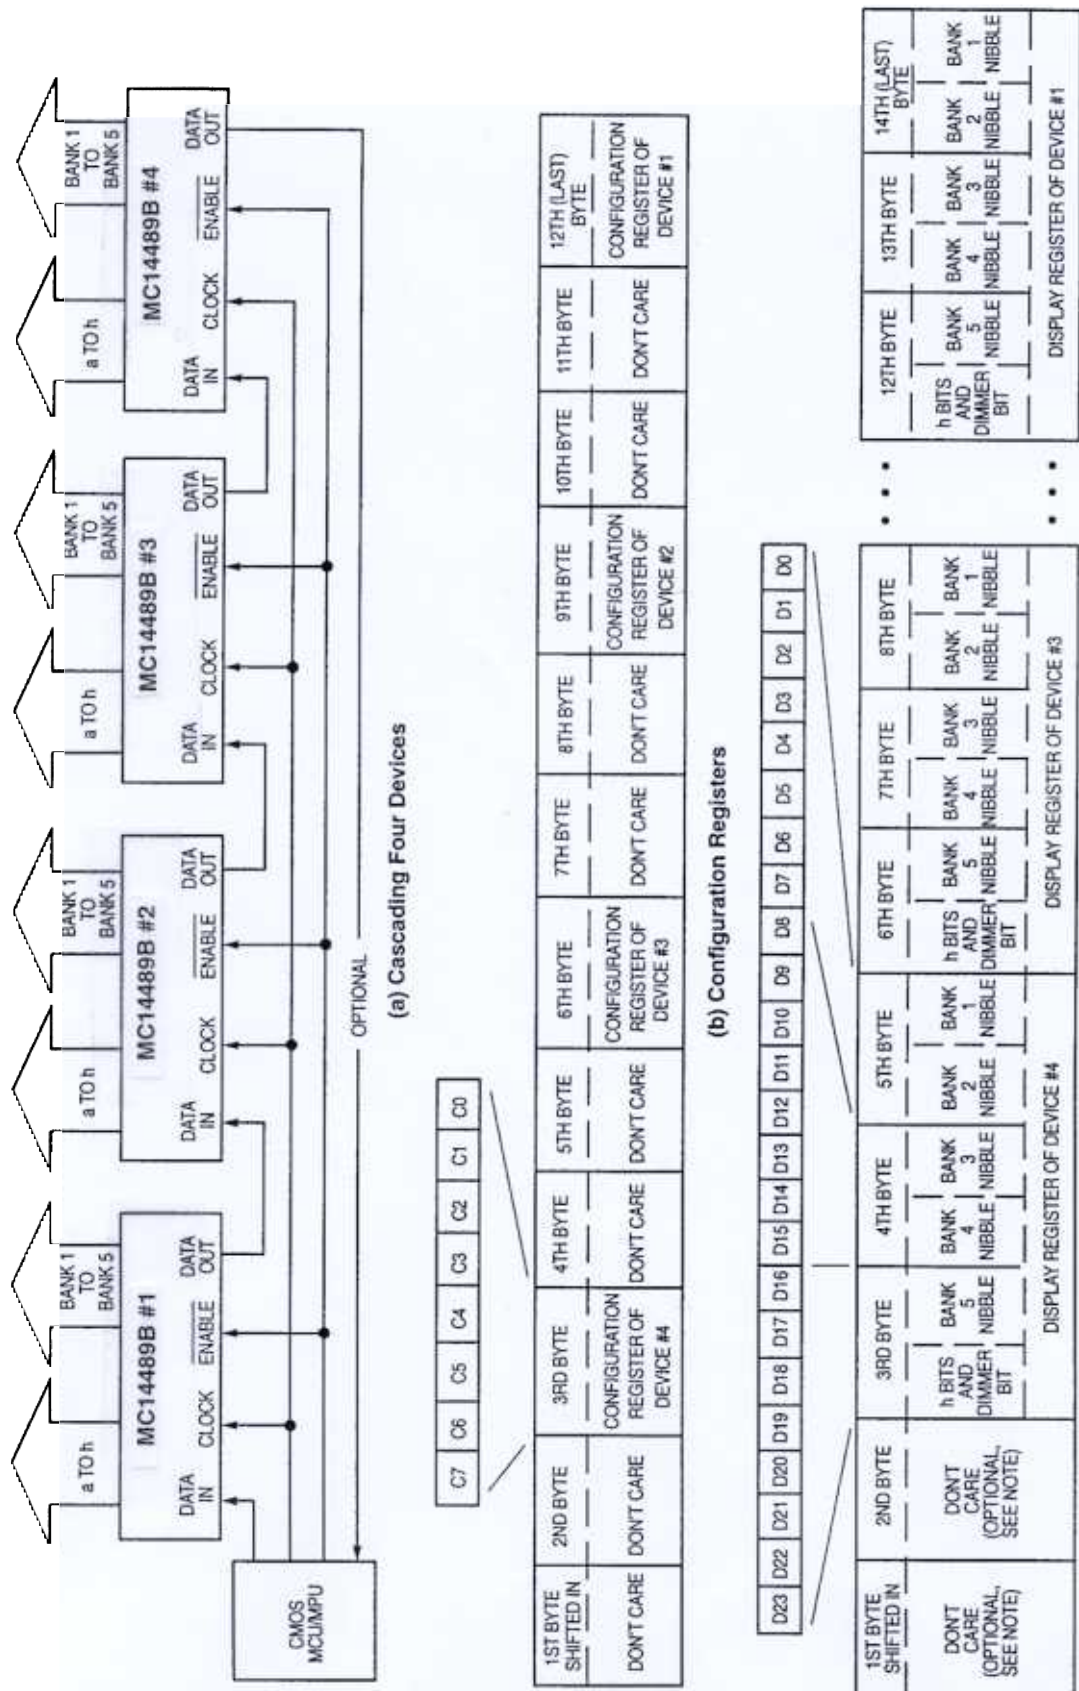 a TO h
BANK 1
TO
BANK 5
a TO h
BANK 1
TO
BANK 5
a TO h
BANK 1
TO
BANK 5
a TO h
BANK 1
TO
BANK 5
MC14489B #1
MC14489B #2
MC14489B #3
MC14489B #4
DATA
IN
CLOCK
ENABLE
DATA
OUT
DATA
IN
CLOCK
ENABLE
DATA
OUT
DATA
IN
CLOCK
ENABLE
DATA
OUT
DATA
IN
CLOCK
ENABLE
DATA
OUT
CMOS
MCU/MPU
OPTIONAL
(a) Cascading Four Devices
C7 C6 C5 C4 C3 C2 C1 C0
1ST BYTE
SHIFTED IN
DON'T CARE
2ND BYTE
DON'T CARE
3RD BYTE
CONFIGURATION
REGISTER OF
DEVICE #4
4TH BYTE
DON'T CARE
5TH BYTE
DON'T CARE
6TH BYTE
CONFIGURATION
REGISTER OF
DEVICE #3
7TH BYTE
DON'T CARE
8TH BYTE
DON'T CARE
9TH BYTE
CONFIGURATION
REGISTER OF
DEVICE #2
10TH BYTE
DON'T CARE
11TH BYTE
DON'T CARE
12TH (LAST)
BYTE
CONFIGURATION
REGISTER OF
DEVICE #1
(b) Configuration Registers
D23 D22 D21 D20 D19 D18 D17 D16 D15 D14 D13 D12 D11 D10 D9 D8 D7 D6 D5 D4 D3 D2 D1 D0
1ST BYTE
SHIFTED IN
DON'T
CARE
(OPTIONAL,
SEE NOTE)
2ND BYTE
DON'T
CARE
(OPTIONAL,
SEE NOTE)
3RD BYTE
h BITS
AND
DIMMER
BIT
BANK
5
NIBBLE
4TH BYTE
BANK
4
NIBBLE
BANK
3
NIBBLE
5TH BYTE
BANK
2
NIBBLE
BANK
1
NIBBLE
DISPLAY REGISTER OF DEVICE #4
6TH BYTE
h BITS
AND
DIMMER
BIT
BANK
5
NIBBLE
7TH BYTE
BANK
4
NIBBLE
BANK
3
NIBBLE
8TH BYTE
BANK
2
NIBBLE
BANK
1
NIBBLE
DISPLAY REGISTER OF DEVICE #3
• • •
• • •
12TH BYTE
h BITS
AND
DIMMER
BIT
BANK
5
NIBBLE
13TH BYTE
BANK
4
NIBBLE
BANK
3
NIBBLE
14TH (LAST)
BYTE
BANK
2
NIBBLE
BANK
1
NIBBLE
DISPLAY REGISTER OF DEVICE #1